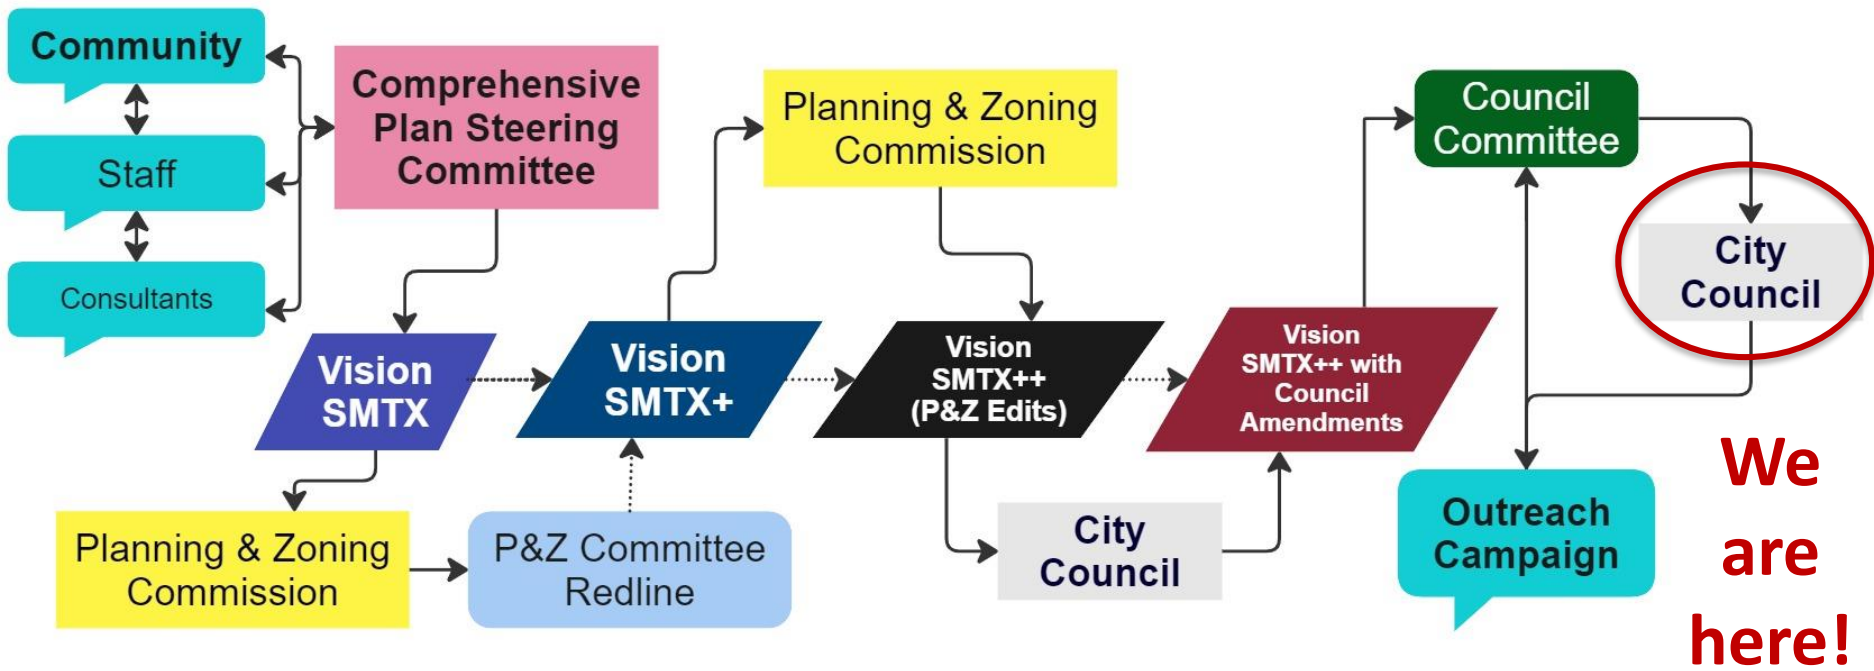 Community
Staff
Consultants
Comprehensive
Plan Steering
Committee
Vision
SMTX
Planning & Zoning
Commission
P&Z Committee
Redline
Vision
SMTX+
Planning & Zoning
Commission
Vision
SMTX++
(P&Z Edits)
City
Council
Vision
SMTX++ with
Council
Amendments
Council
Committee
City
Council
Outreach
Campaign
We
are
here!